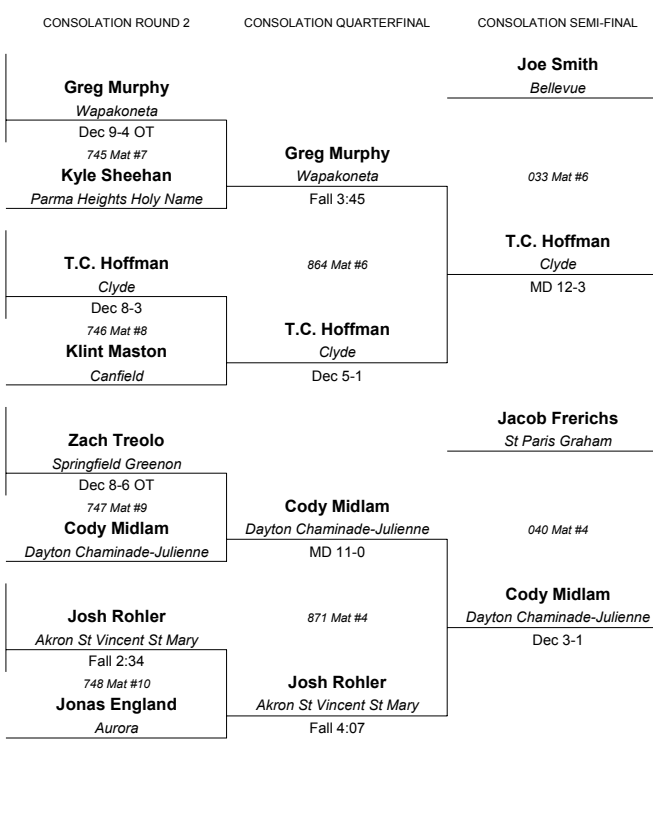 CONSOLATION ROUND 2
CONSOLATION QUARTERFINAL
CONSOLATION SEMI-FINAL
Greg Murphy
Wapakoneta
Dec 9-4 OT
745 Mat #7
Kyle Sheehan
Parma Heights Holy Name
T.C. Hoffman
Clyde
Dec 8-3
746 Mat #8
Klint Maston
Canfield
Zach Treolo
Springfield Greenon
Dec 8-6 OT
747 Mat #9
Cody Midlam
Dayton Chaminade-Julienne
Josh Rohler
Akron St Vincent St Mary
Fall 2:34
748 Mat #10
Jonas England
Aurora
Greg Murphy
Wapakoneta
Fall 3:45
864 Mat #6
T.C. Hoffman
Clyde
Dec 5-1
Cody Midlam
Dayton Chaminade-Julienne
MD 11-0
871 Mat #4
Josh Rohler
Akron St Vincent St Mary
Fall 4:07
Joe Smith
Bellevue
033 Mat #6
T.C. Hoffman
Clyde
MD 12-3
Jacob Frerichs
St Paris Graham
040 Mat #4
Cody Midlam
Dayton Chaminade-Julienne
Dec 3-1